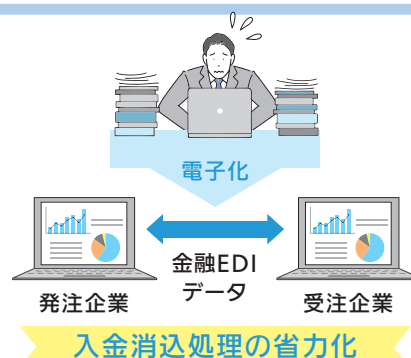 電子化
金融EDI
データ
発注企業
受注企業
入金消込処理の省力化